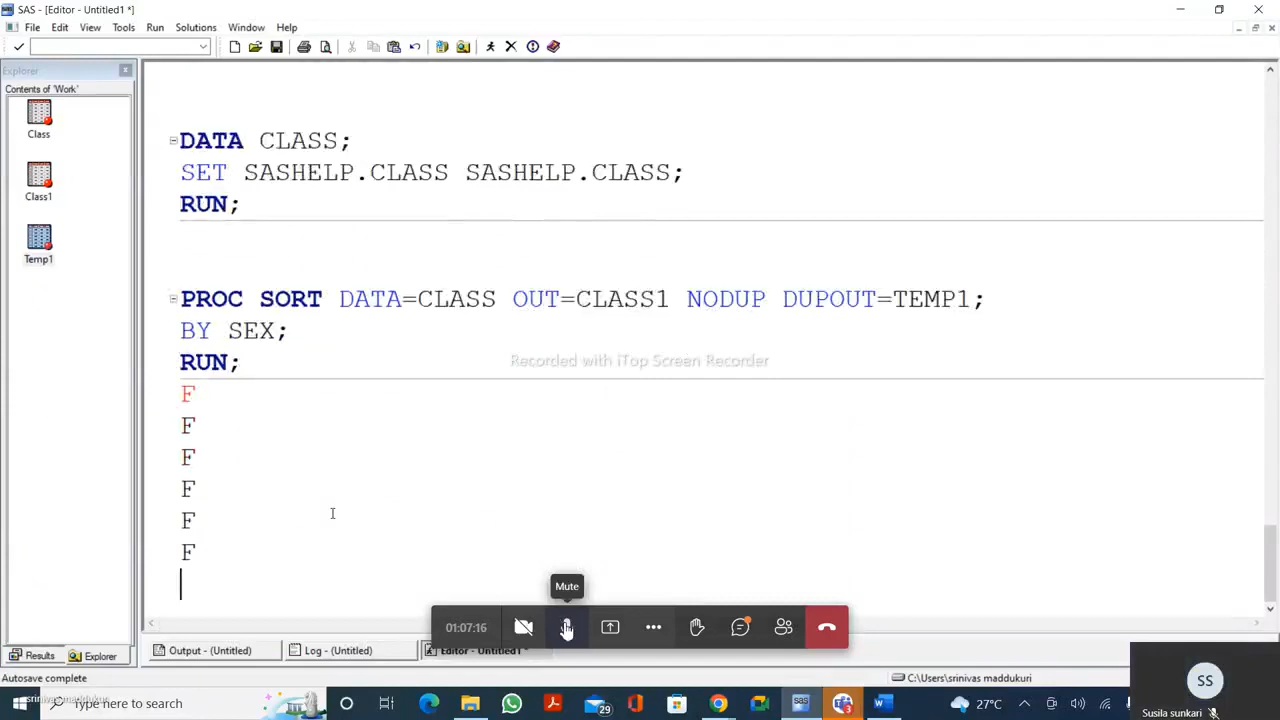 SAS - [Editor - Untitled1 *]
File Edit View Tools Run Solutions Window Help
Explorer
Contents of 'Work'
Class
Class1
Temp1
DATA CLASS;
SET SASHELP.CLASS SASHELP.CLASS;
RUN;
PROC SORT DATA=CLASS OUT=CLASS1 NODUP DUPOUT=TEMP1;
BY SEX;
RUN;
Recorded with iTop Screen Recorder
F
F
F
F
F
F
Mute
01:07:16
Results Explorer
Output - (Untitled) Log - (Untitled) Editor - Untitled1 *
Autosave complete C:\Users\srinivas maddukuri
Type here to search
29
3
27°C
SS
Susila sunkari